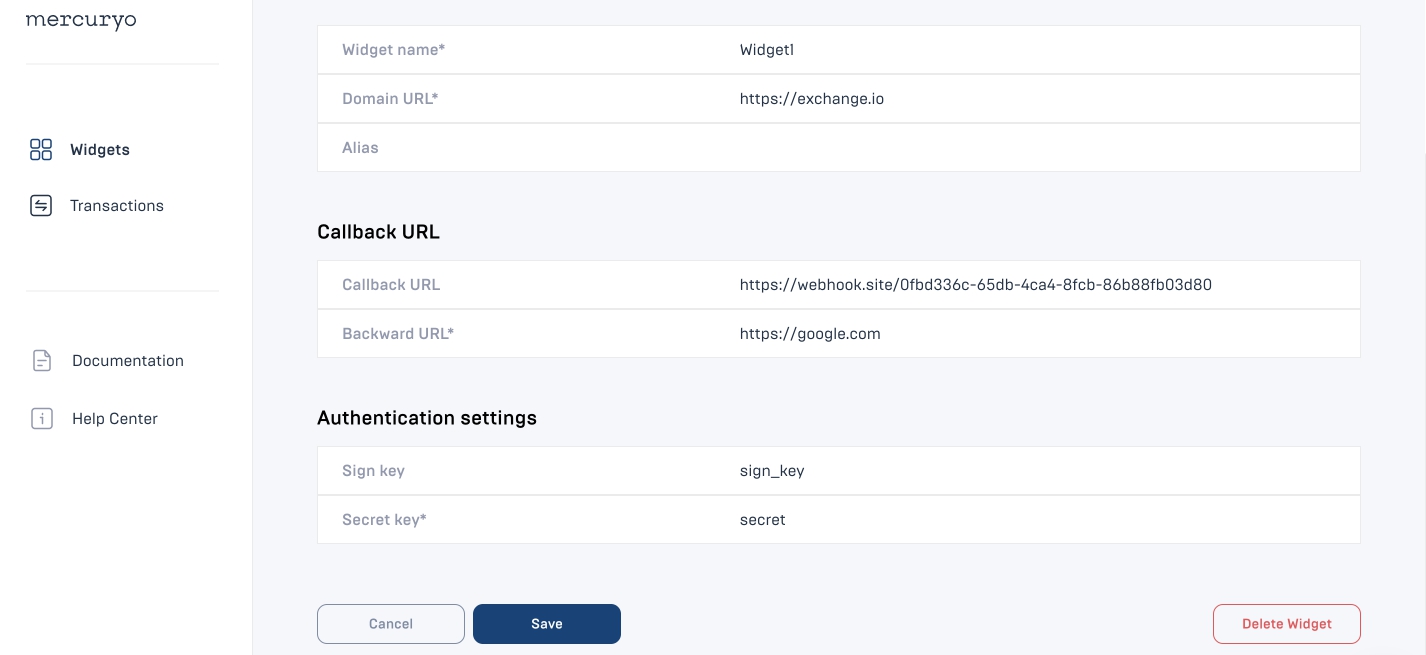 mercuryo
Widgets
Transactions
Documentation
Help Center
Widget name* Widget1
Domain URL* https://exchange.io
Alias
Callback URL
Callback URL https://webhook.site/0fbd336c-65db-4ca4-8fcb-86b88fb03d80
Backward URL* https://google.com
Authentication settings
Sign key sign_key
Secret key* secret
Cancel Save Delete Widget